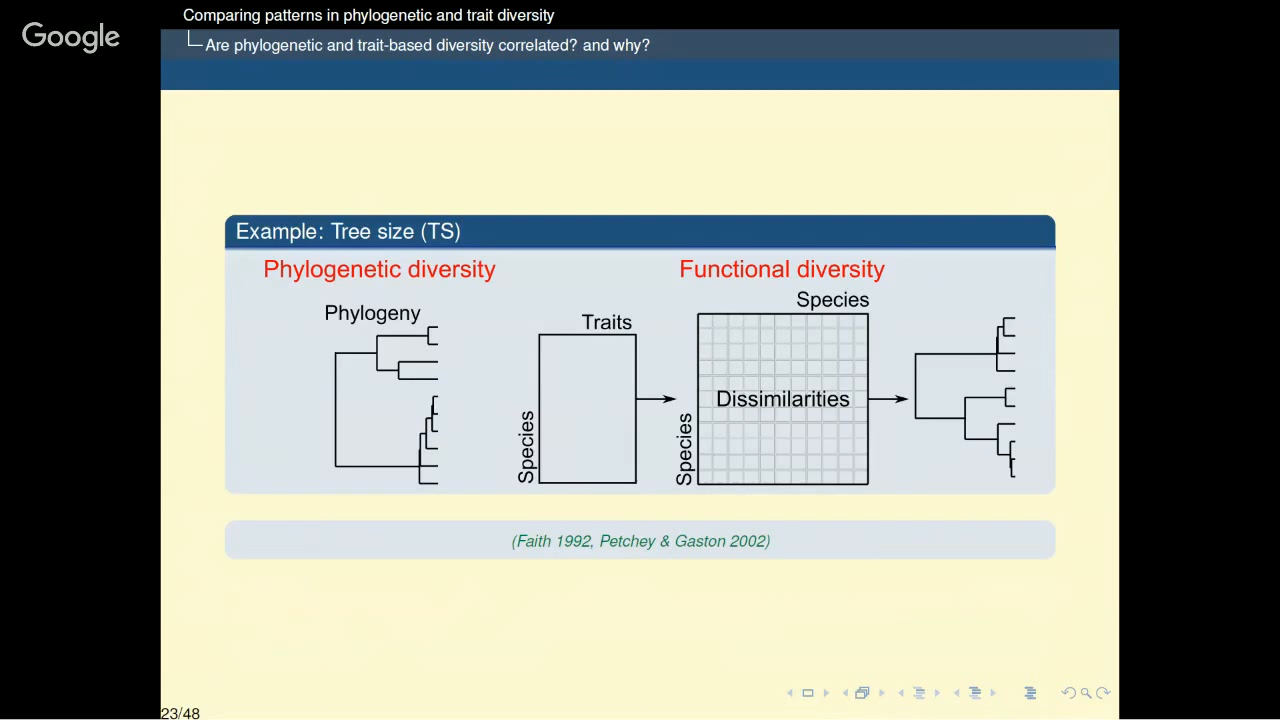 Comparing patterns in phylogenetic and trait diversity
Google
Are phylogenetic and trait-based diversity correlated? and why?
Example: Tree size (TS)
Phylogenetic diversity
Functional diversity
Species
Phylogeny
Traits
Dissimilarities
Species
Species
(Faith 1992, Petchey & Gaston 2002)
23/48